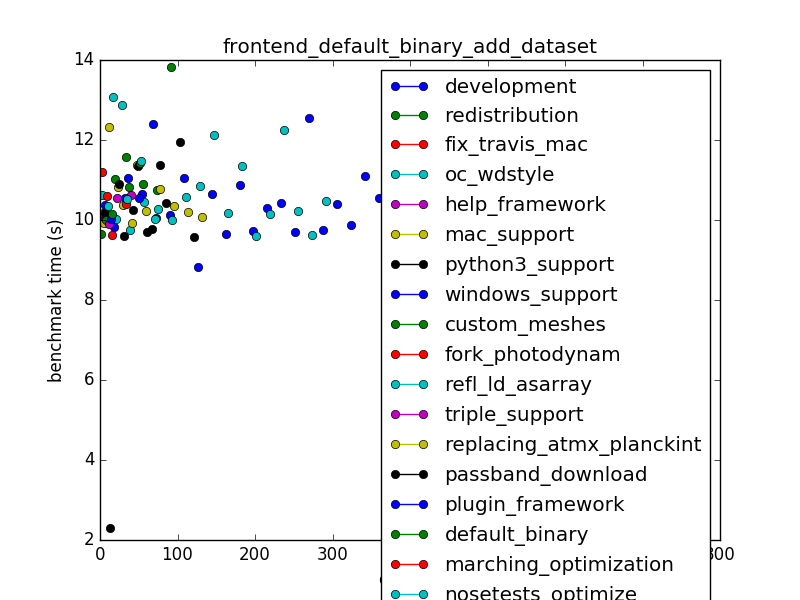 frontend_default_binary_add_dataset
benchmark time (s)
14
12
10
8
6
4
2
0
100
200
300
800
development
redistribution
fix_travis_mac
oc_wdstyle
help_framework
mac_support
python3_support
windows_support
custom_meshes
fork_photodynam
refl_ld_asarray
triple_support
replacing_atmx_planckint
passband_download
plugin_framework
default_binary
marching_optimization
nosetests_optimize